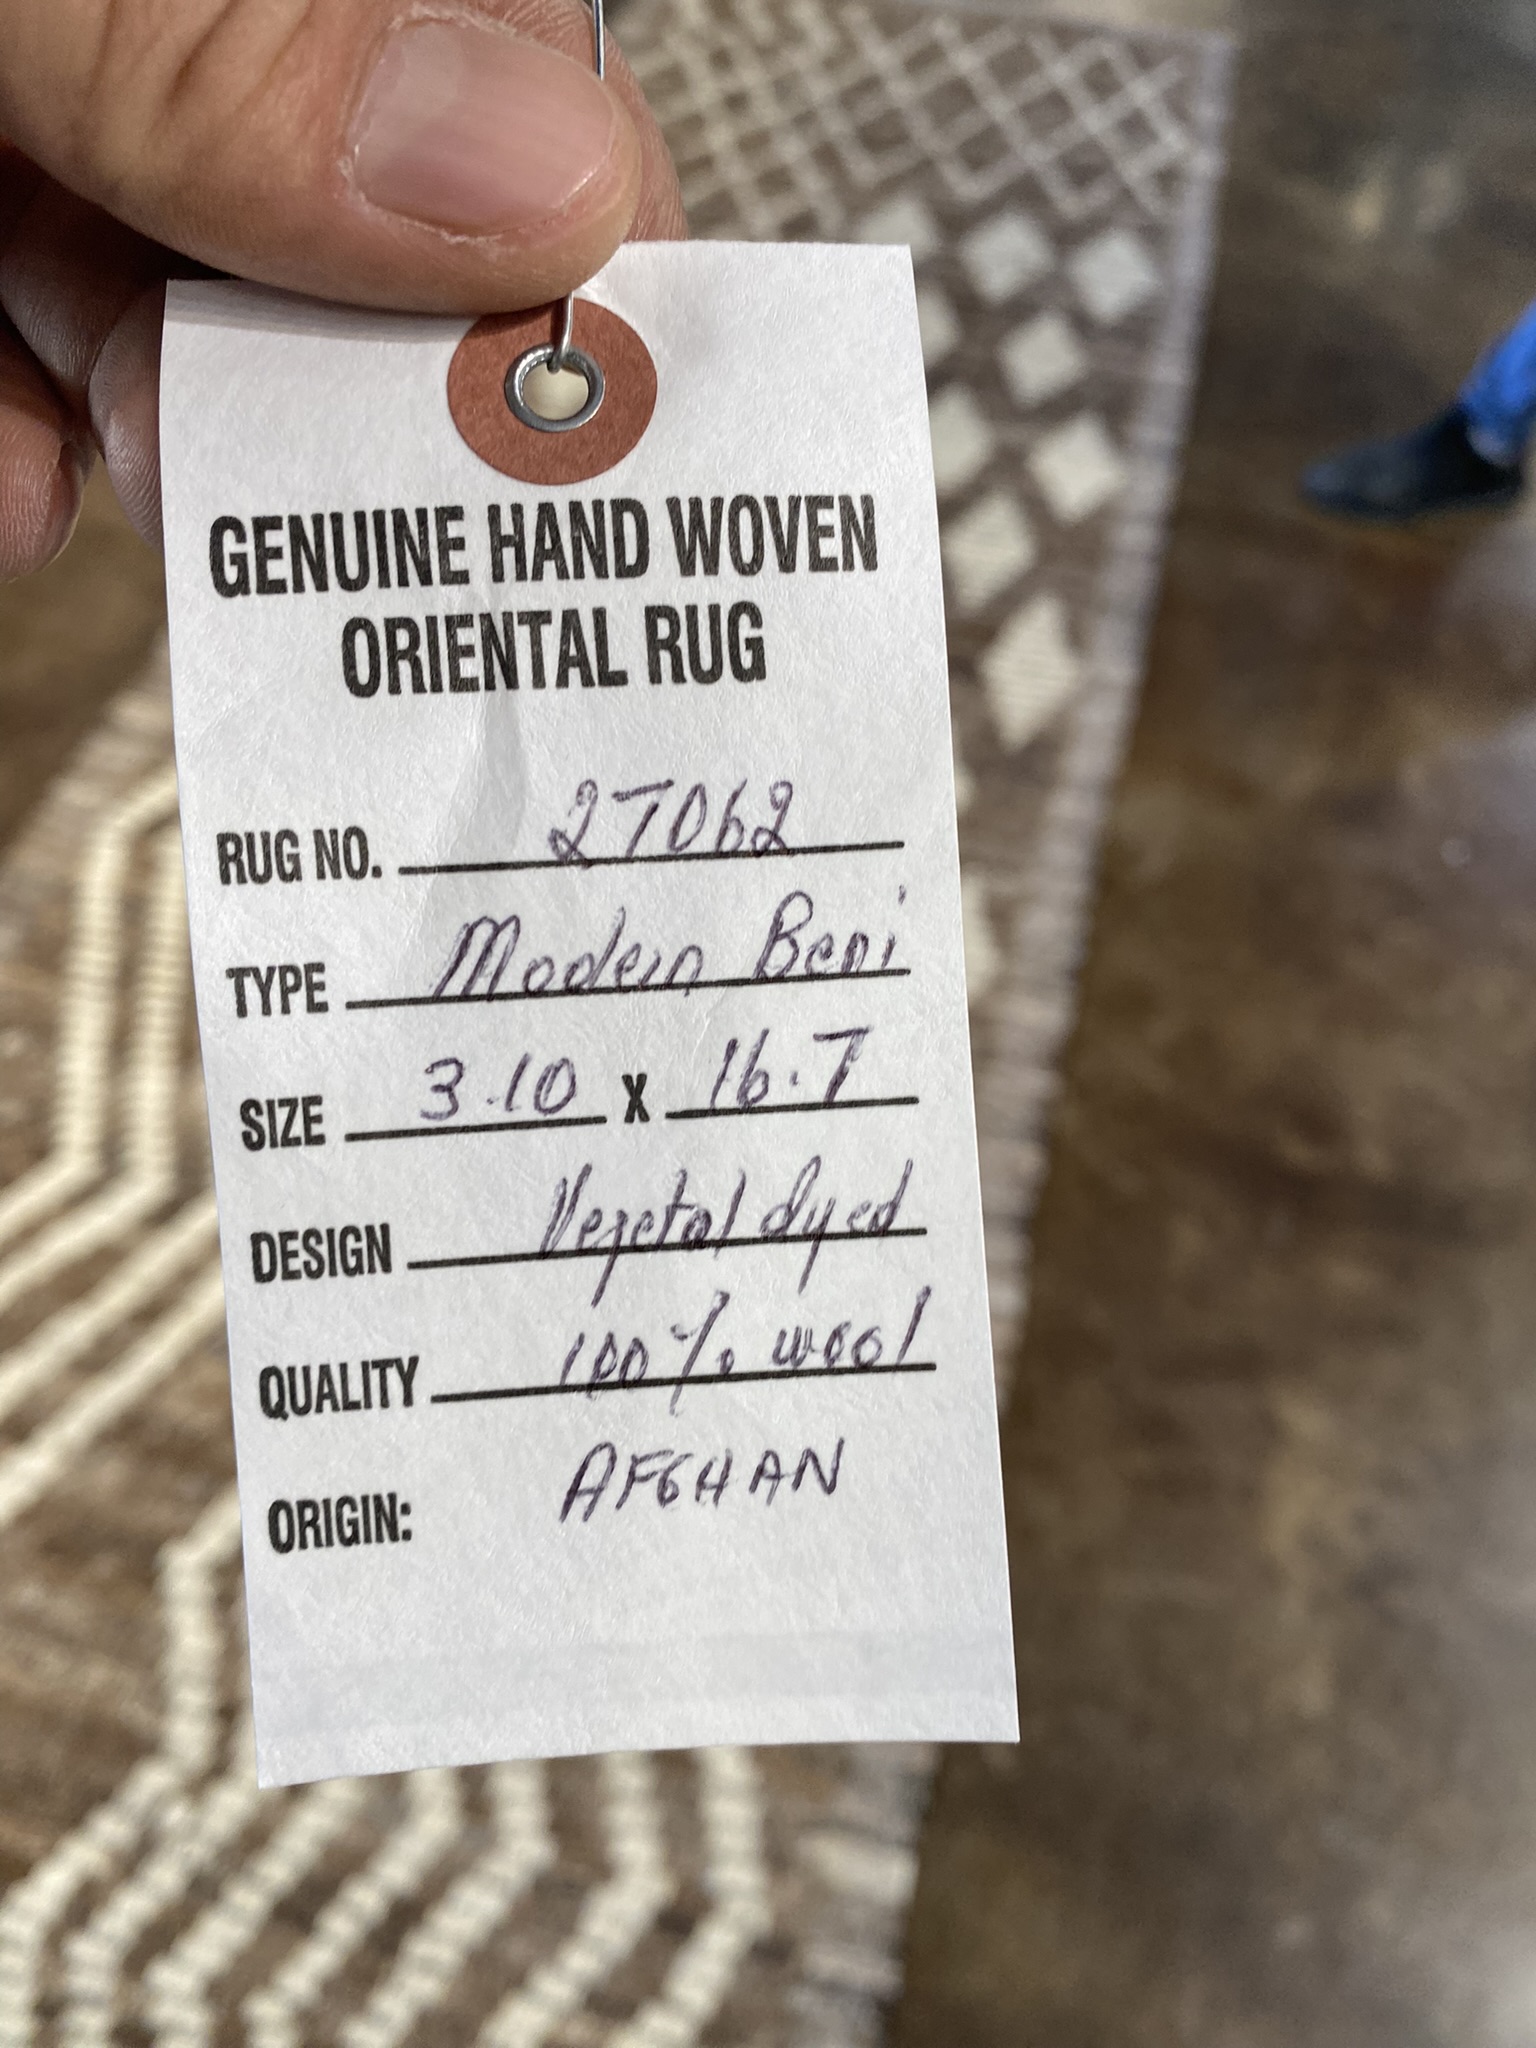 GENUINE HAND WOVEN
ORIENTAL RUG
RUG NO. 27062
TYPE Modern Beni
SIZE 3.10 X 16.7
DESIGN Vegetal dyed
QUALITY 100% wool
ORIGIN: AFGHAN